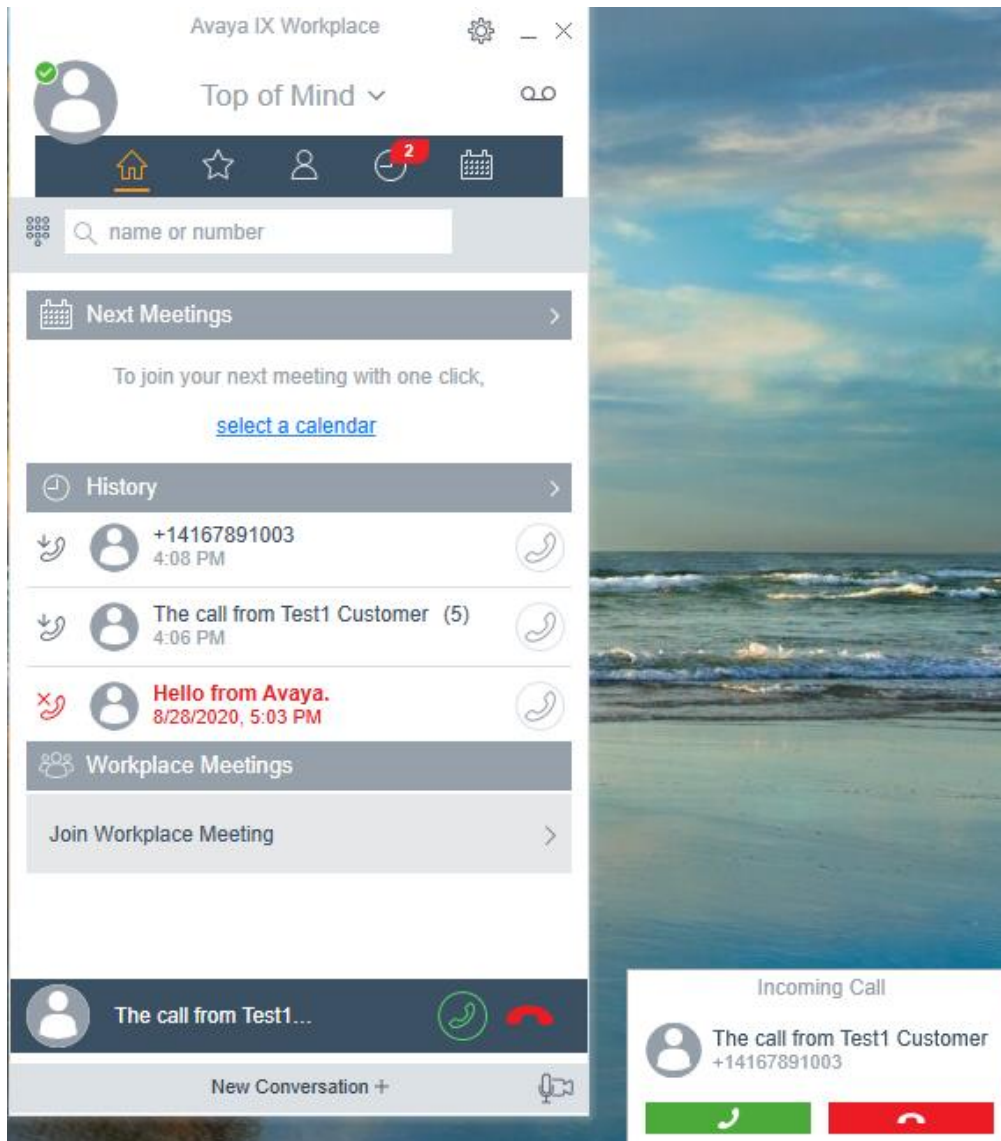 Avaya IX Workplace
Top of Mind
2
name or number
Next Meetings
To join your next meeting with one click,
select a calendar
History
+14167891003
4:08 PM
The call from Test1 Customer (5)
4:06 PM
Hello from Avaya.
8/28/2020, 5:03 PM
Workplace Meetings
Join Workplace Meeting
The call from Test1...
New Conversation +
Incoming Call
The call from Test1 Customer
+14167891003